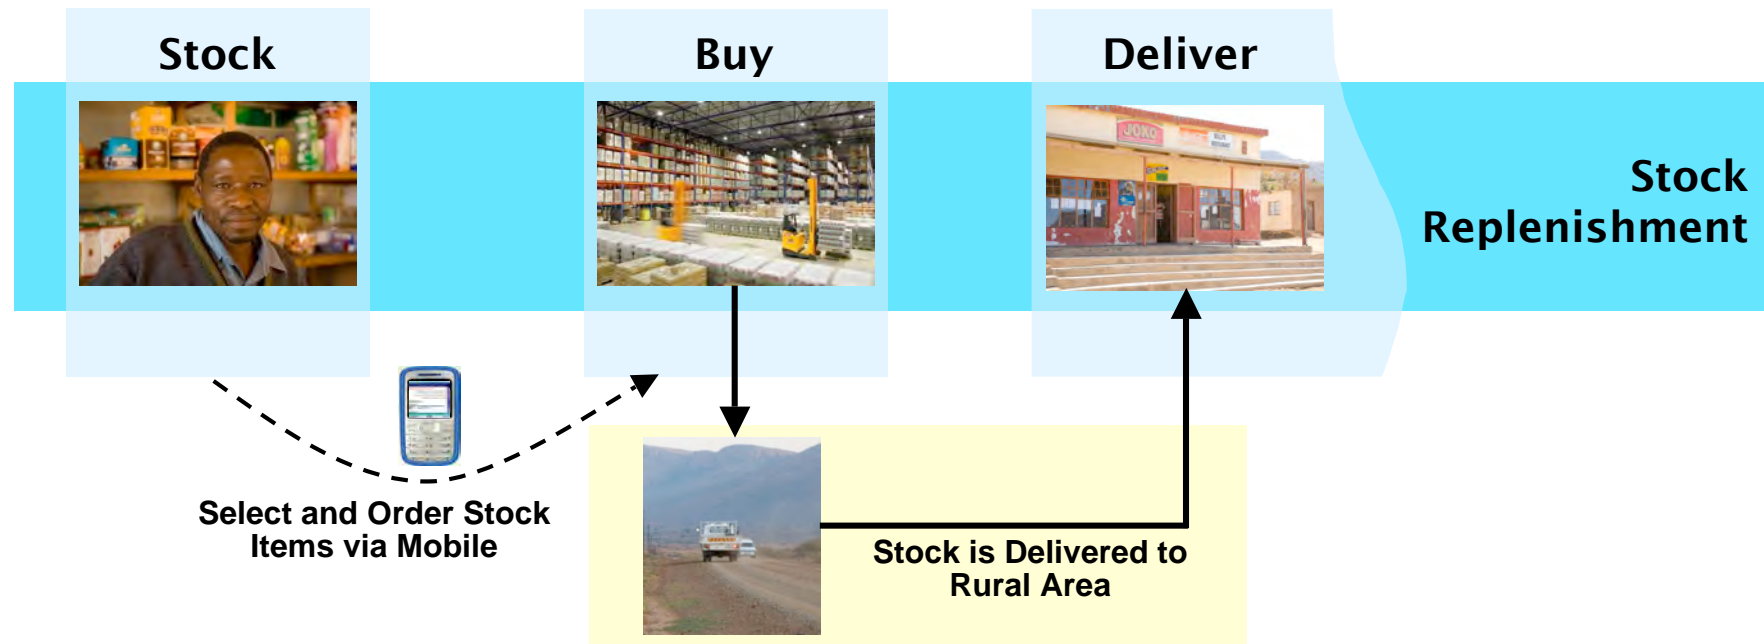 Stock
Buy
Deliver
JOKO
Stock
Replenishment
Select and Order Stock
Items via Mobile
Stock is Delivered to
Rural Area